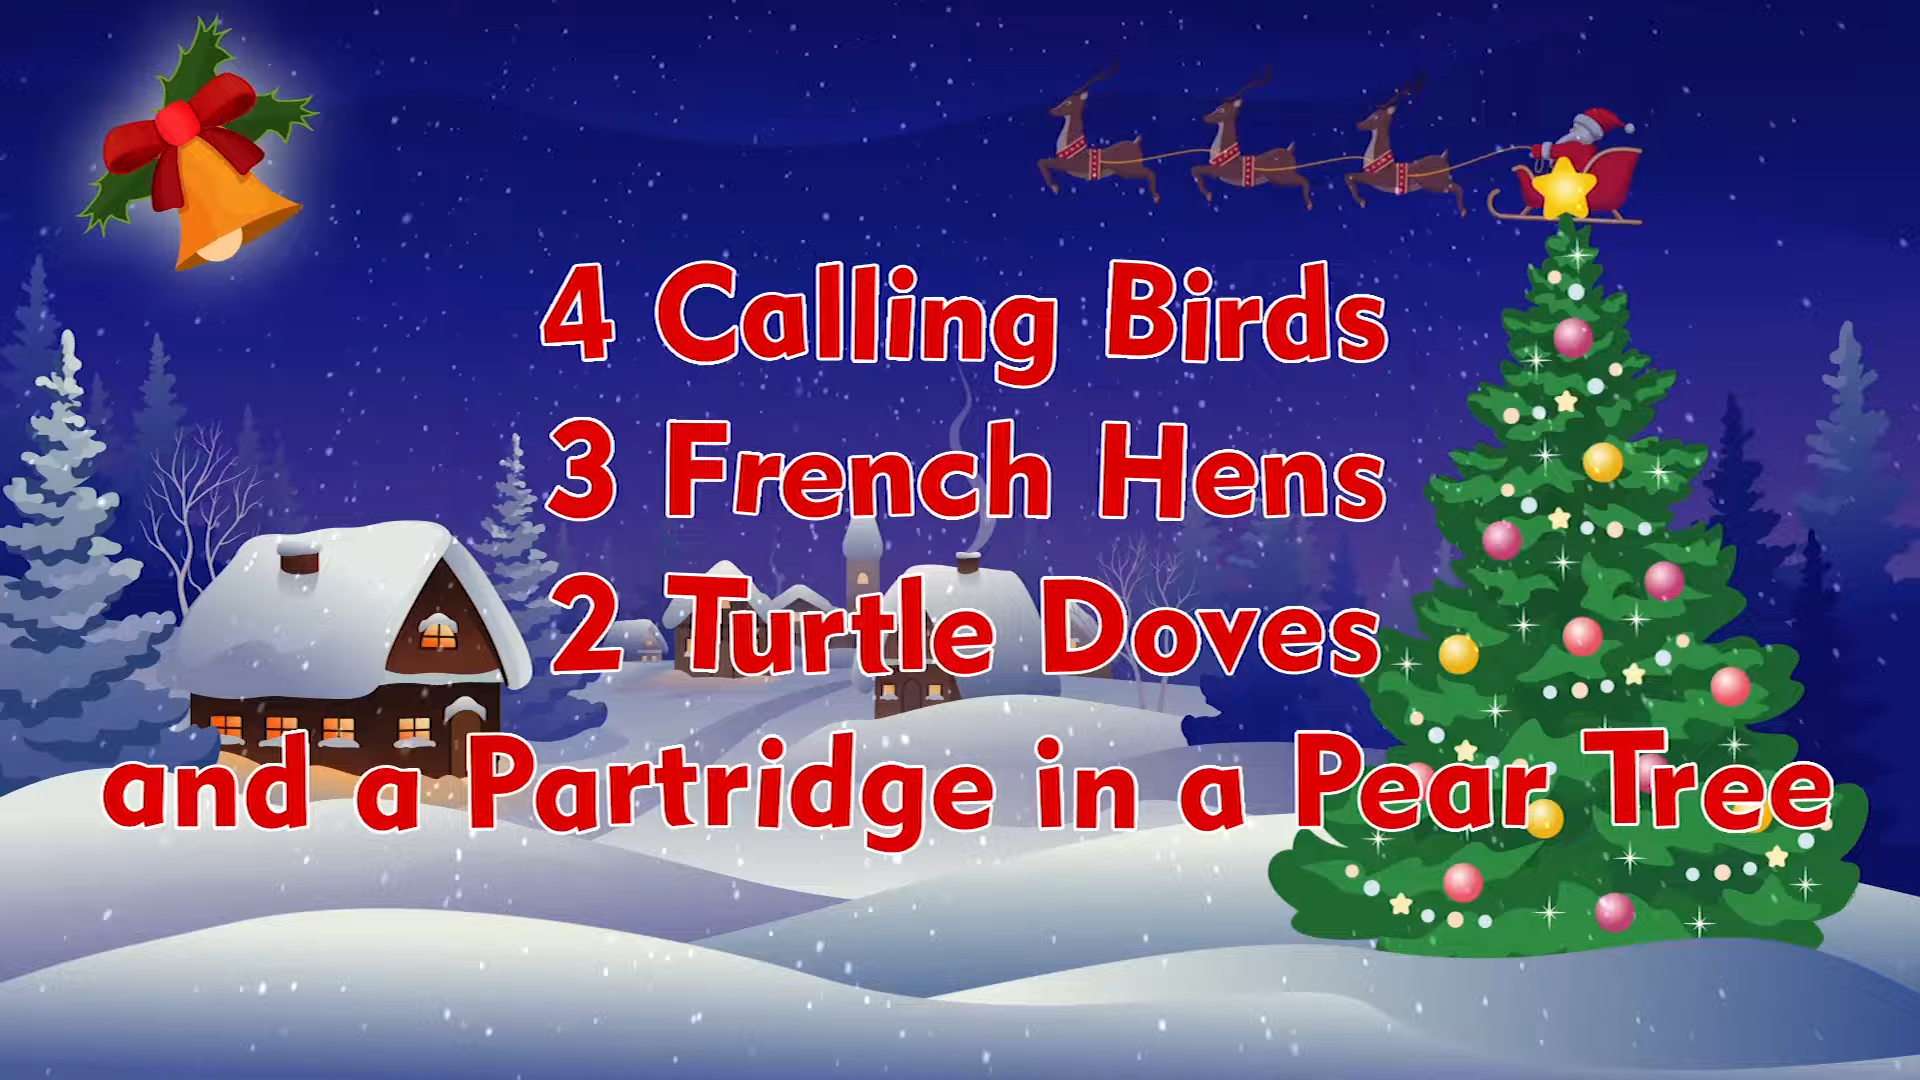 4 Calling Birds
3 French Hens
2 Turtle Doves
and a Partridge in a Pear Tree